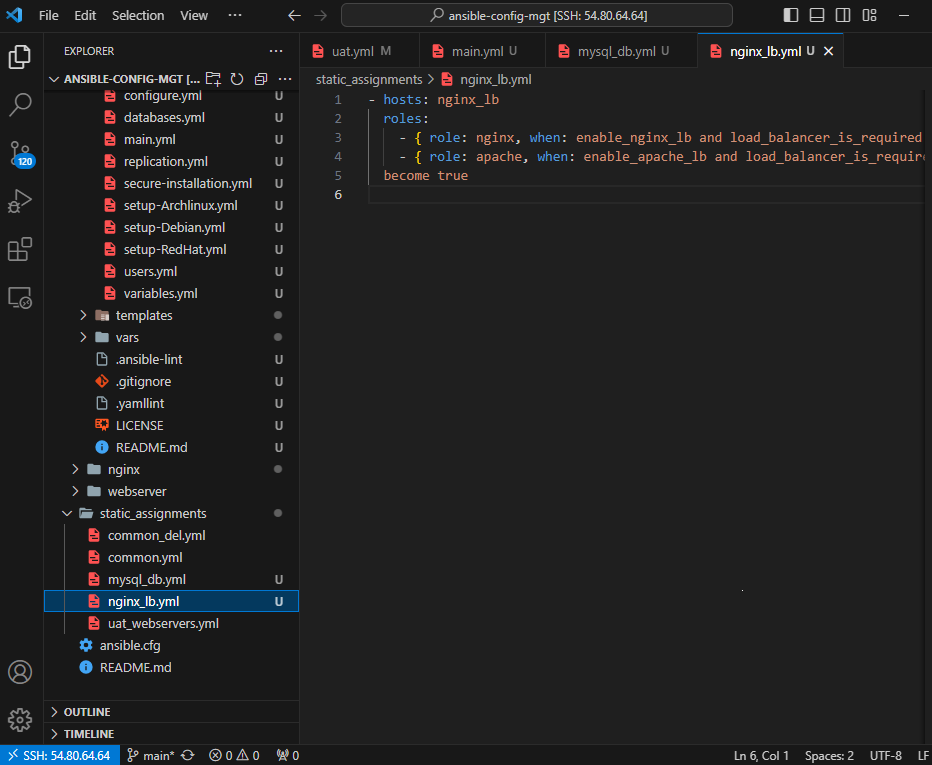 File Edit Selection View ··· ansible-config-mgt [SSH: 54.80.64.64]
EXPLORER
ANSIBLE-CONFIG-MGT [...
configure.yml U
databases.yml U
main.yml U
replication.yml U
secure-installation.yml U
setup-Archlinux.yml U
setup-Debian.yml U
setup-RedHat.yml U
users.yml U
variables.yml U
templates
vars
.ansible-lint U
.gitignore U
.yamllint U
LICENSE U
README.md U
nginx
webserver
static_assignments
common_del.yml
common.yml
mysql_db.yml U
nginx_lb.yml U
uat_webservers.yml
ansible.cfg
README.md
OUTLINE
TIMELINE
120
uat.yml M main.yml U mysql_db.yml U nginx_lb.yml U
static_assignments > nginx_lb.yml
1 - hosts: nginx_lb
2 roles:
3 - { role: nginx, when: enable_nginx_lb and load_balancer_is_required
4 - { role: apache, when: enable_apache_lb and load_balancer_is_require
5 become true
6
SSH: 54.80.64.64 main* 0 0 0 Ln 6, Col 1 Spaces: 2 UTF-8 LF